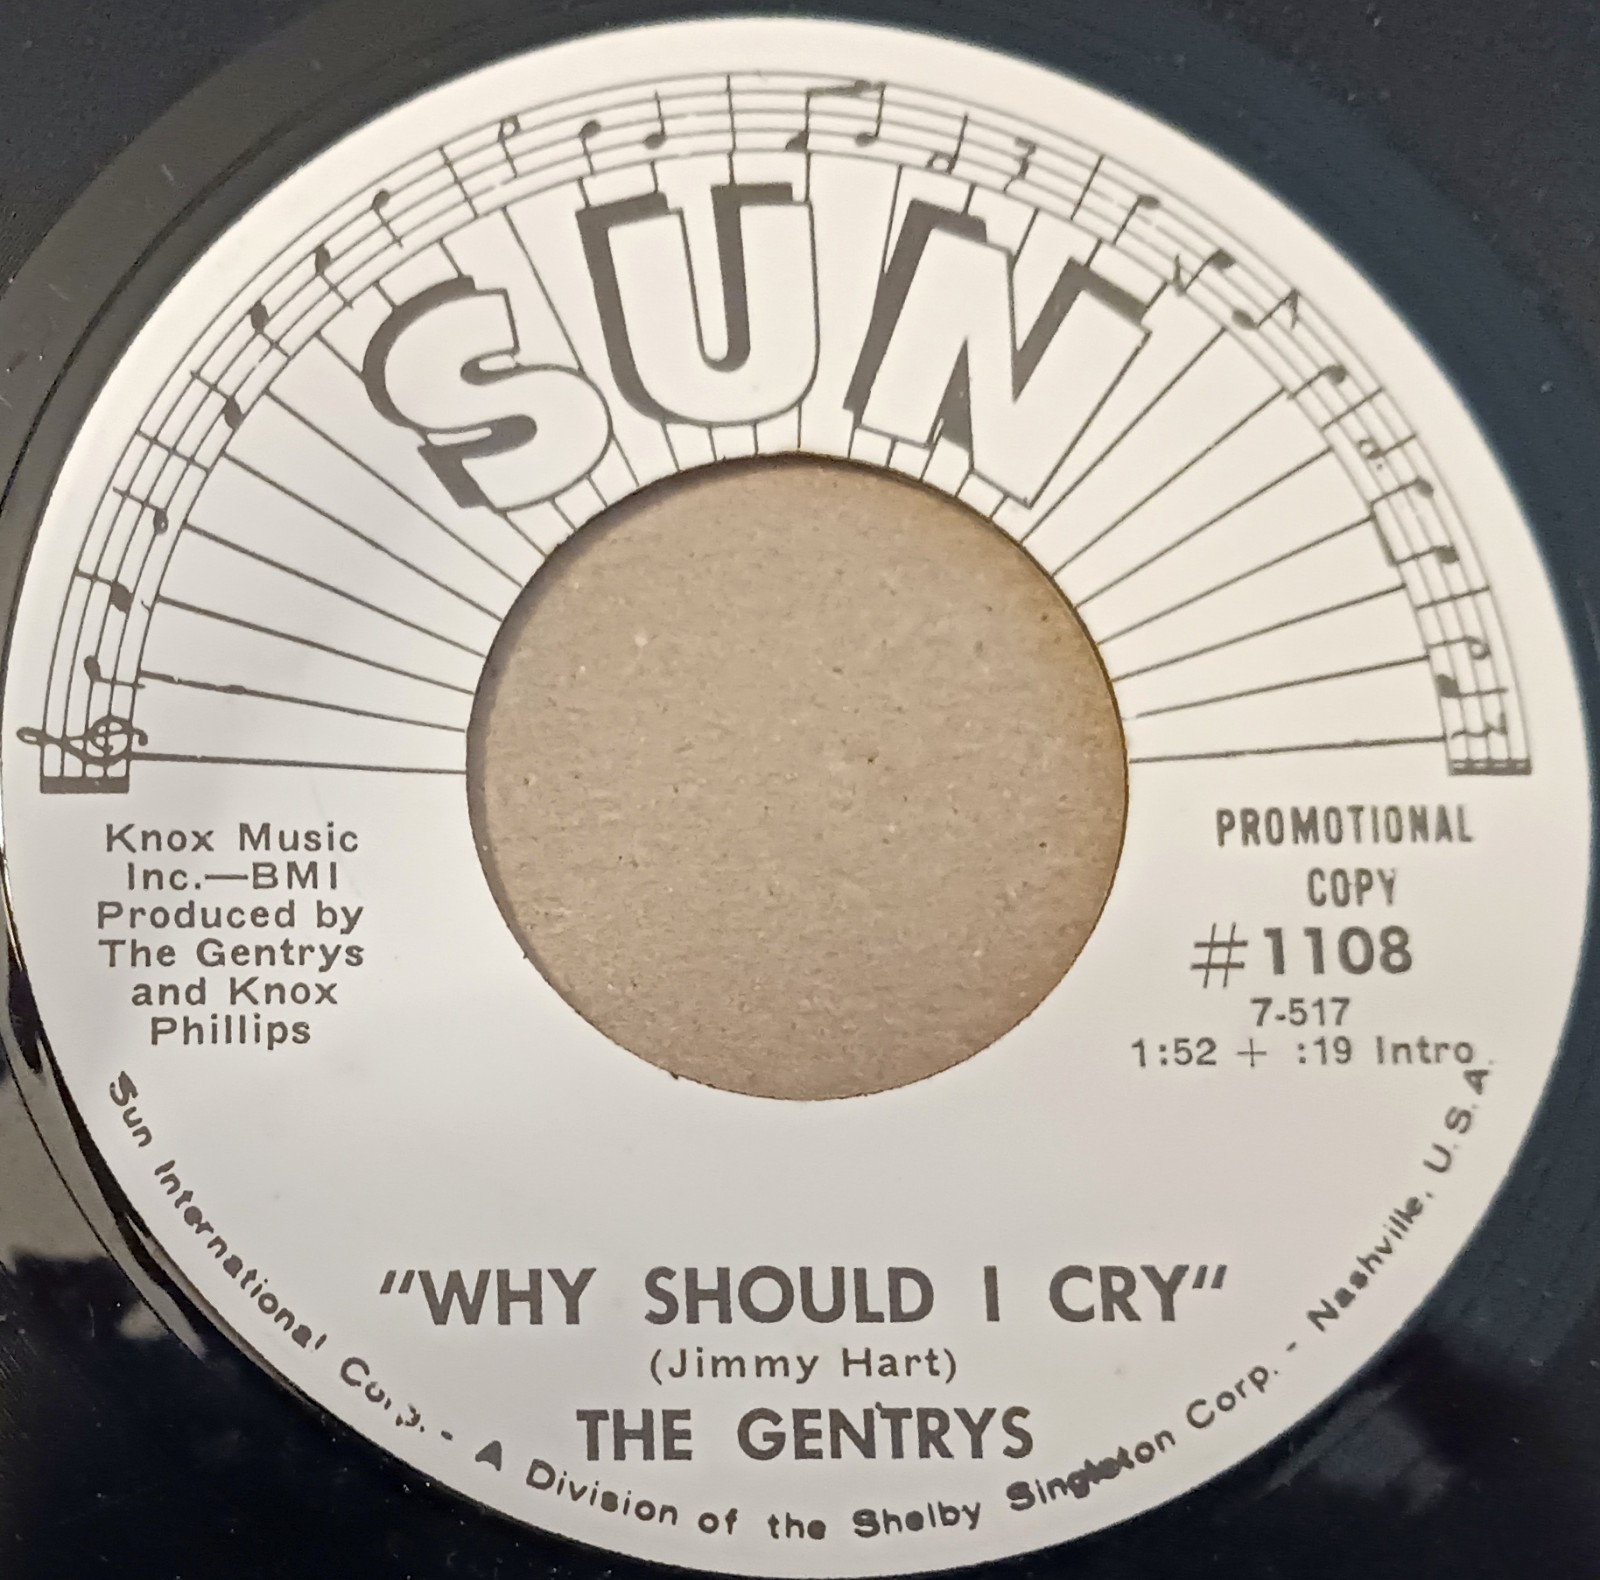 SUN
Knox Music
Inc.—BMI
Produced by
The Gentrys
and Knox
Phillips
PROMOTIONAL
COPY
#1108
7-517
1:52 + :19 Intro
"WHY SHOULD I CRY"
(Jimmy Hart)
THE GENTRYS
Sun International Corp. - A Division of the Shelby Singleton Corp. - Nashville, U.S.A.